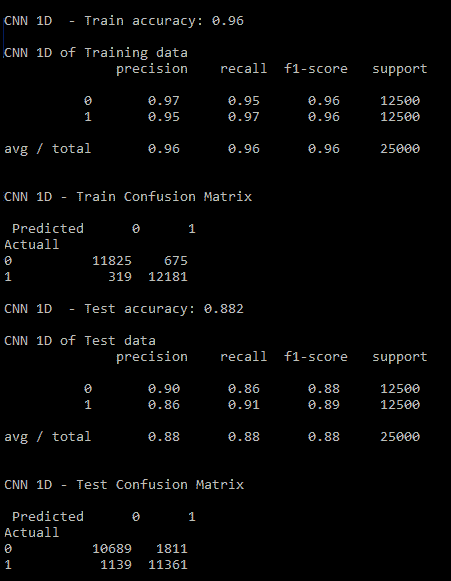 CNN 1D  - Train accuracy: 0.96
CNN 1D of Training data
precision recall f1-score support
0 0.97 0.95 0.96 12500
1 0.95 0.97 0.96 12500
avg / total 0.96 0.96 0.96 25000
CNN 1D - Train Confusion Matrix
Predicted 0 1
Actuall
0 11825 675
1 319 12181
CNN 1D  - Test accuracy: 0.882
CNN 1D of Test data
precision recall f1-score support
0 0.90 0.86 0.88 12500
1 0.86 0.91 0.89 12500
avg / total 0.88 0.88 0.88 25000
CNN 1D - Test Confusion Matrix
Predicted 0 1
Actuall
0 10689 1811
1 1139 11361